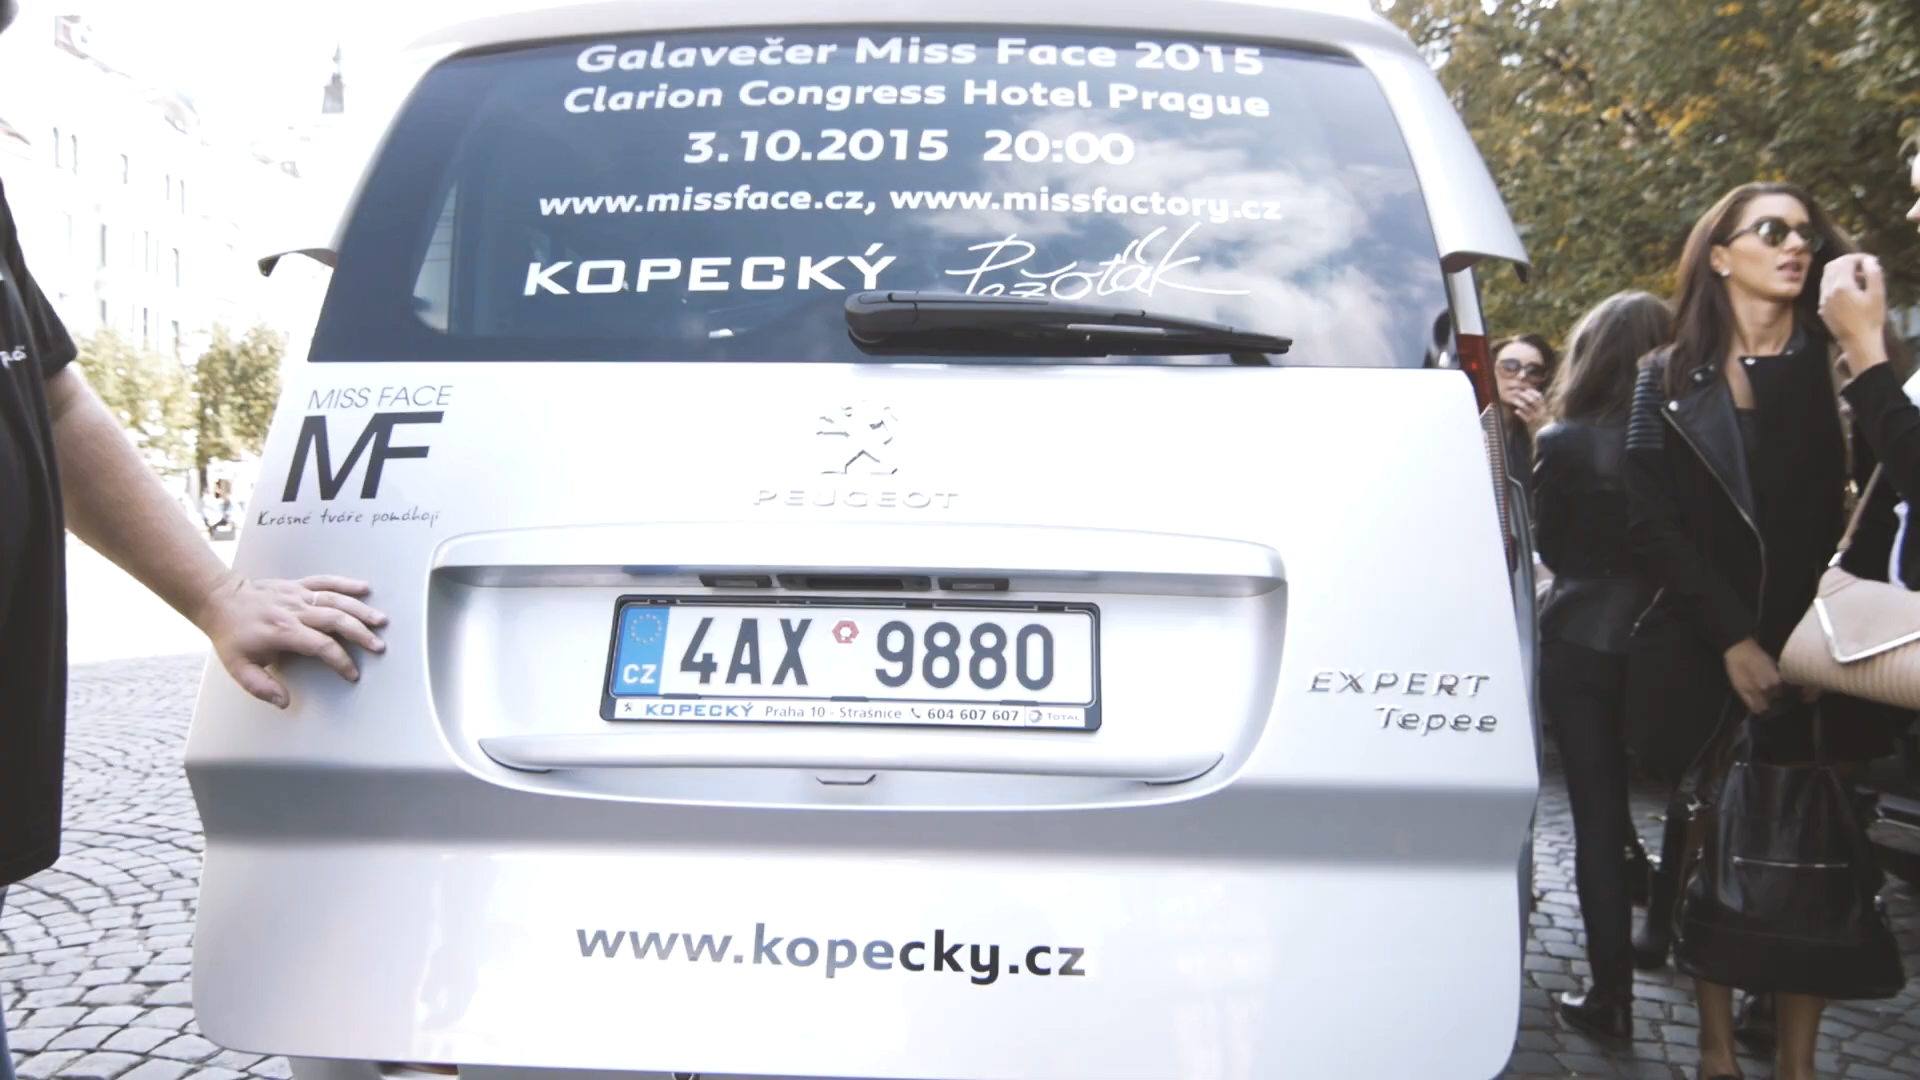 Galavečer Miss Face 2015
Clarion Congress Hotel Prague
3.10.2015 20:00
www.missface.cz, www.missfactory.cz
KOPECKÝ Pežoťák
MISS FACE
MF
Krásné tváře pomáhají
PEUGEOT
CZ 4AX 9880
KOPECKÝ Praha 10 - Strašnice 604 607 607 TOTAL
EXPERT
Tepee
www.kopecky.cz